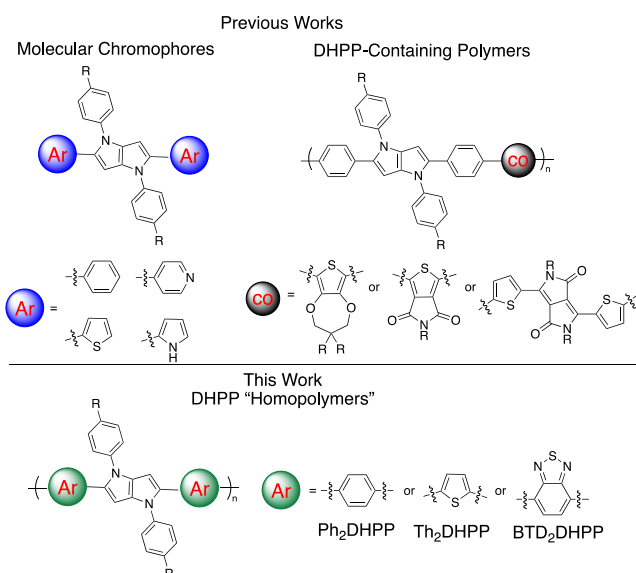 Previous Works
Molecular Chromophores
DHPP-Containing Polymers
R
N
Ar
Ar
N
R
R
N
CO
n
N
R
Ar =
N
S
N
H
CO =
S
O
O
R
R
or
S
O
N
O
R
or
R
N
O
S
S
O
N
R
This Work
DHPP "Homopolymers"
R
N
Ar
Ar
n
N
R
Ar =
or
S
or
S
N
N
Ph₂DHPP
Th₂DHPP
BTD₂DHPP